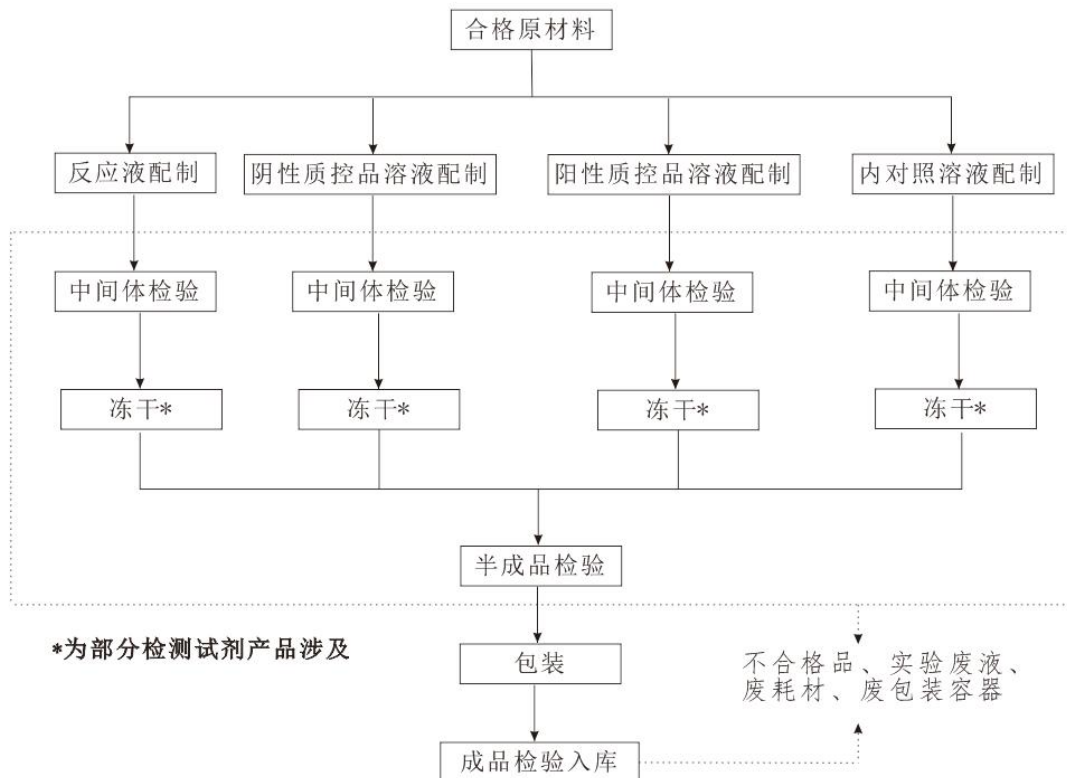 合格原材料
反应液配制
阴性质控品溶液配制
阳性质控品溶液配制
内对照溶液配制
中间体检验
中间体检验
中间体检验
中间体检验
冻干*
冻干*
冻干*
冻干*
半成品检验
*为部分检测试剂产品涉及
包装
不合格品、实验废液、
废耗材、废包装容器
成品检验入库